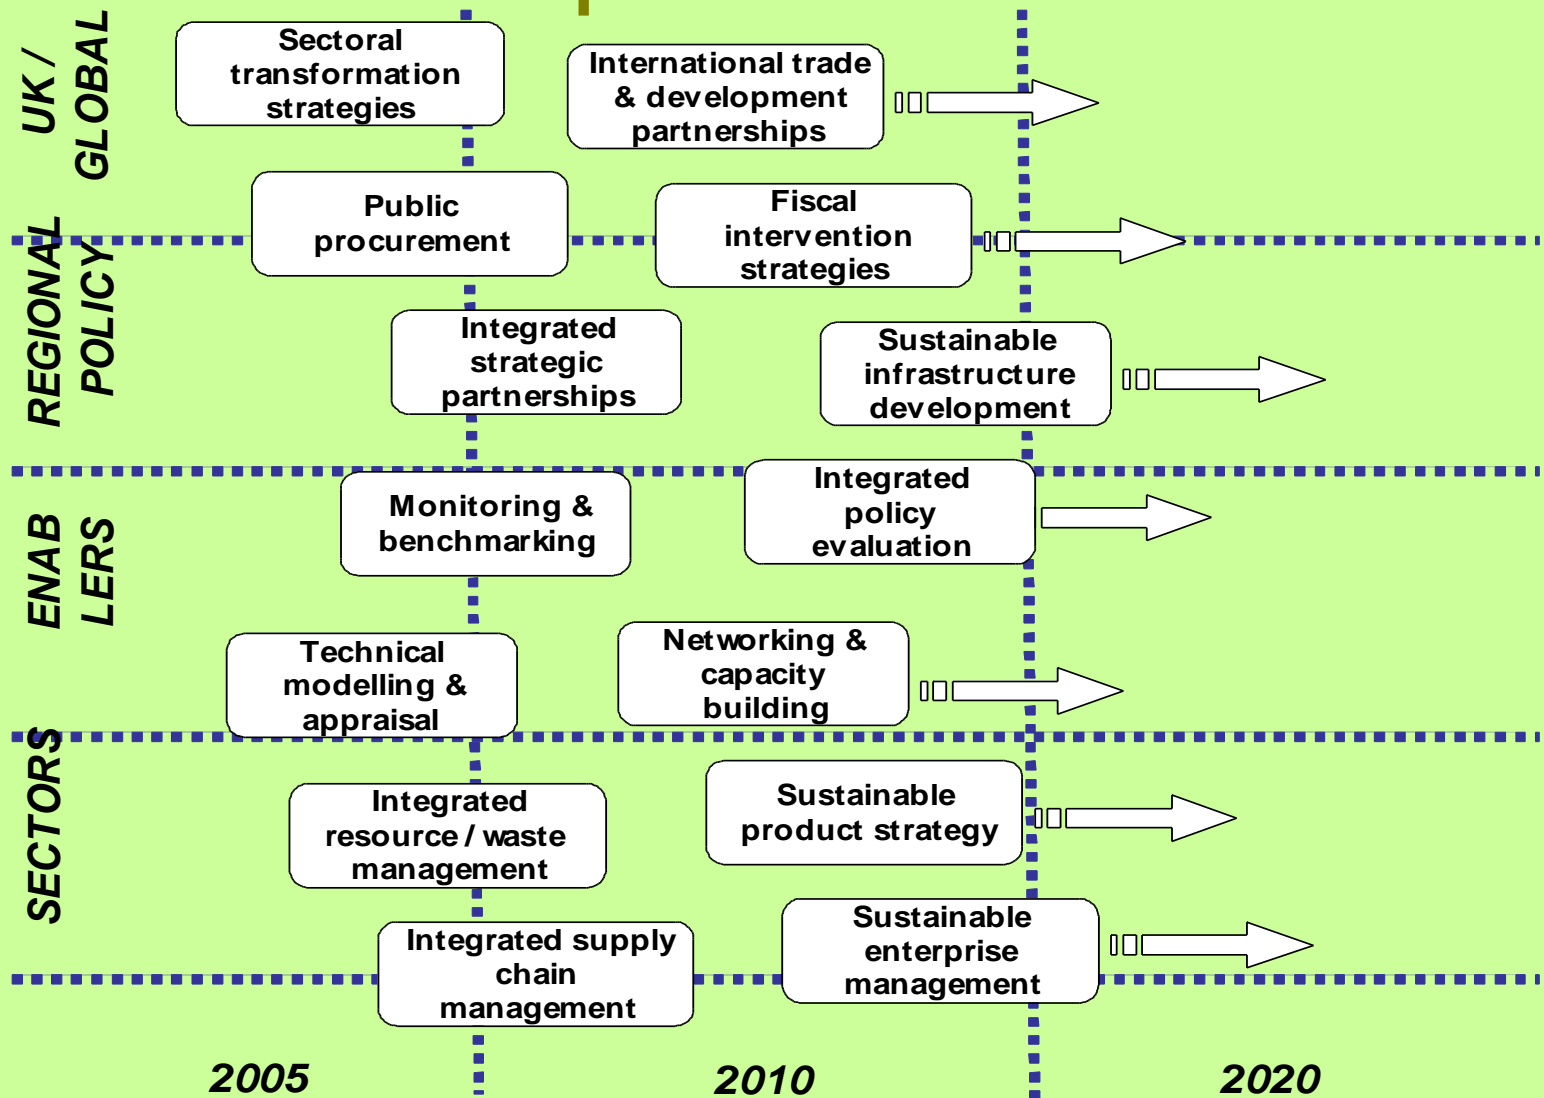 UK /
GLOBAL
Sectoral
transformation
strategies
International trade
& development
partnerships
Public
procurement
Fiscal
intervention
strategies
REGIONAL
POLICY
Integrated
strategic
partnerships
Sustainable
infrastructure
development
ENAB
LERS
Monitoring &
benchmarking
Integrated
policy
evaluation
Technical
modelling &
appraisal
Networking &
capacity
building
SECTORS
Integrated
resource / waste
management
Sustainable
product strategy
Integrated supply
chain
management
Sustainable
enterprise
management
2005
2010
2020